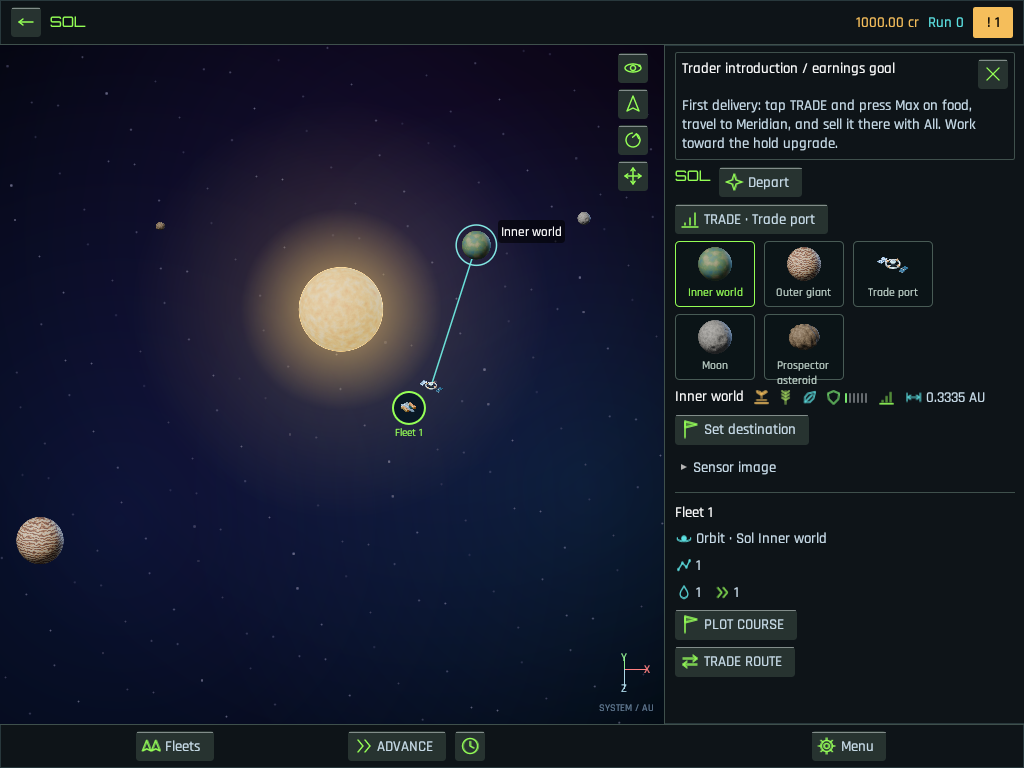 SOL
1000.00 cr Run 0 ! 1
Trader introduction / earnings goal
First delivery: tap TRADE and press Max on food,
travel to Meridian, and sell it there with All. Work
toward the hold upgrade.
SOL Depart
TRADE · Trade port
Inner world Outer giant Trade port
Moon Prospector
asteroid
Inner world 0.3335 AU
Set destination
Sensor image
Fleet 1
Orbit · Sol Inner world
1
1 1
PLOT COURSE
TRADE ROUTE
Inner world
Fleet 1
Y
X
Z
SYSTEM / AU
Fleets ADVANCE Menu